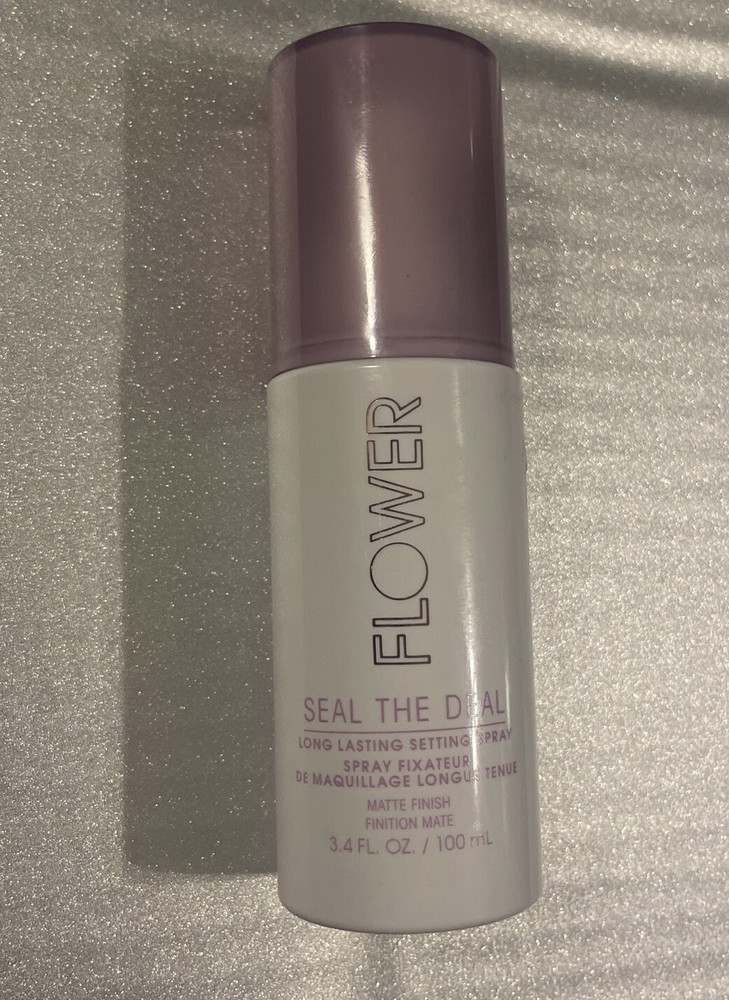 FLOWER
SEAL THE DEAL
LONG LASTING SETTING SPRAY
SPRAY FIXATEUR
DE MAQUILLAGE LONGUE TENUE
MATTE FINISH
FINITION MATE
3.4 FL. OZ. / 100 mL